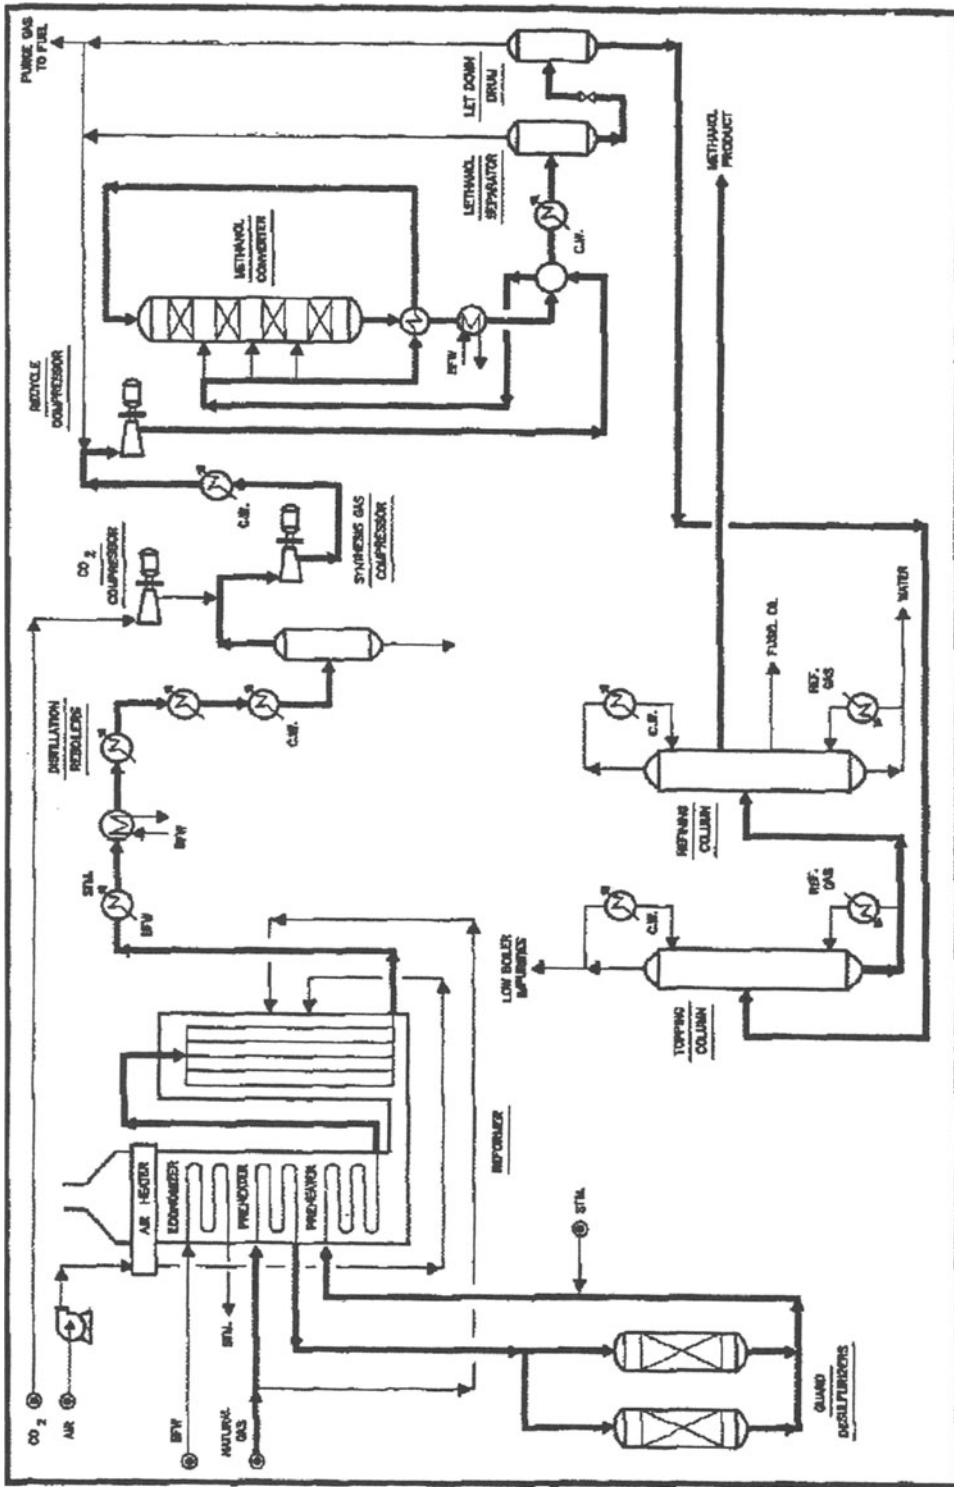 CO2
AIR
BFW
NATURAL
GAS
STM.
AIR HEATER
ECONOMIZER
PREHEATER
PREHEATER
REFORMER
STM.
GUARD
DESULPURIZERS
STM.
BFW
BFW
DISTILLATION
REBOILERS
C.W.
CO2
COMPRESSOR
SYNTHESIS GAS
COMPRESSOR
C.W.
RECYCLE
COMPRESSOR
METHANOL
CONVERTER
BFW
C.W.
LETHANOL
SEPARATOR
LET DOWN
DRUM
PURGE GAS
TO FUEL
LOW BOILER
IMPURITIES
C.W.
REF.
GAS
TOPPING
COLUMN
C.W.
REF.
GAS
REFINING
COLUMN
FUSEL OIL
WATER
METHANOL
PRODUCT